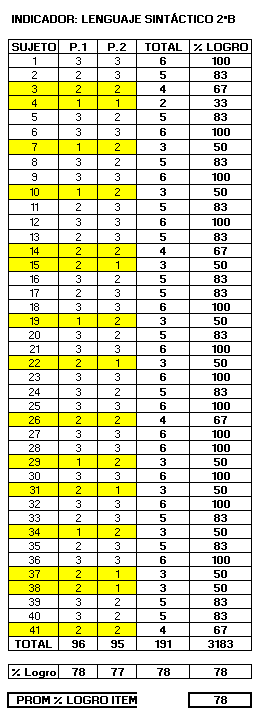 INDICADOR: LENGUAJE SINTÁCTICO 2ºB
SUJETO P.1 P.2 TOTAL % LOGRO
1 3 3 6 100
2 2 3 5 83
3 2 2 4 67
4 1 1 2 33
5 3 2 5 83
6 3 3 6 100
7 1 2 3 50
8 3 2 5 83
9 3 3 6 100
10 1 2 3 50
11 2 3 5 83
12 3 3 6 100
13 2 3 5 83
14 2 2 4 67
15 2 1 3 50
16 3 2 5 83
17 2 3 5 83
18 3 3 6 100
19 1 2 3 50
20 3 2 5 83
21 3 3 6 100
22 2 1 3 50
23 3 3 6 100
24 3 2 5 83
25 3 3 6 100
26 2 2 4 67
27 3 3 6 100
28 3 3 6 100
29 1 2 3 50
30 3 3 6 100
31 2 1 3 50
32 3 3 6 100
33 2 3 5 83
34 1 2 3 50
35 2 3 5 83
36 3 3 6 100
37 2 1 3 50
38 2 1 3 50
39 3 2 5 83
40 3 2 5 83
41 2 2 4 67
TOTAL 96 95 191 3183
% Logro 78 77 78 78
PROM % LOGRO ITEM 78